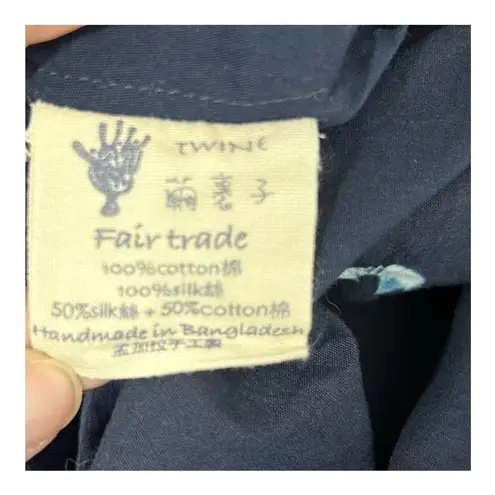 TWINE
繭裹子
Fair trade
100%cotton棉
100%silk絲
50%silk絲 + 50%cotton棉
Handmade in Bangladesh
孟加拉手工製